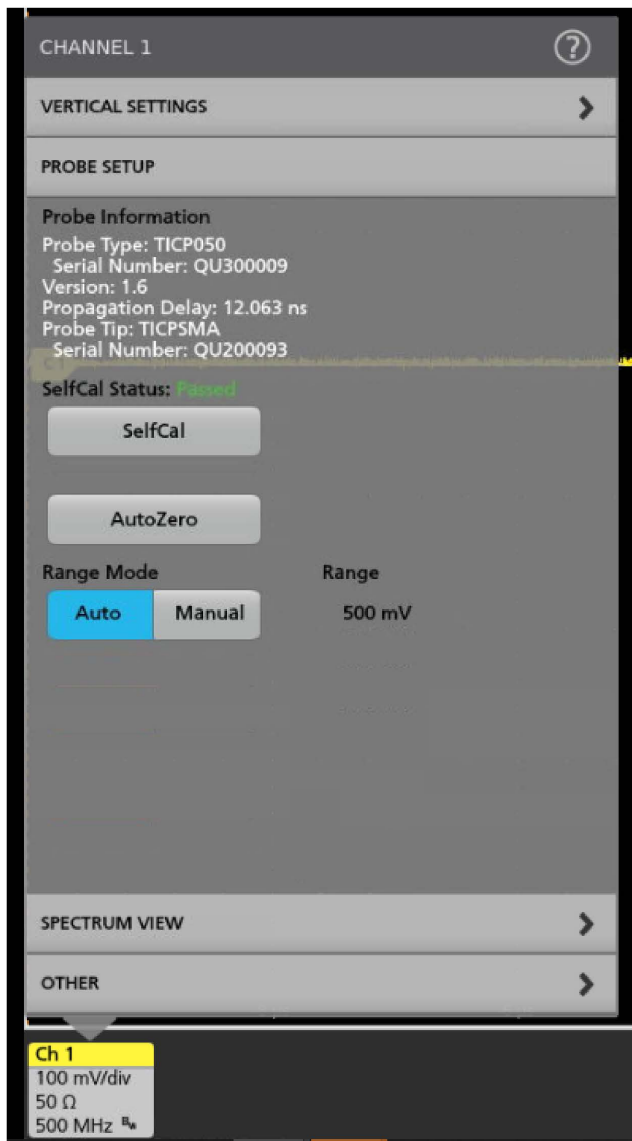 CHANNEL 1
?
VERTICAL SETTINGS
PROBE SETUP
Probe Information
Probe Type: TICP050
Serial Number: QU300009
Version: 1.6
Propagation Delay: 12.063 ns
Probe Tip: TICPSMA
Serial Number: QU200093
C 1
SelfCal Status: Passed
SelfCal
AutoZero
Range Mode Range
Auto Manual 500 mV
SPECTRUM VIEW
OTHER
Ch 1
100 mV/div
50 Ω
500 MHz Bw